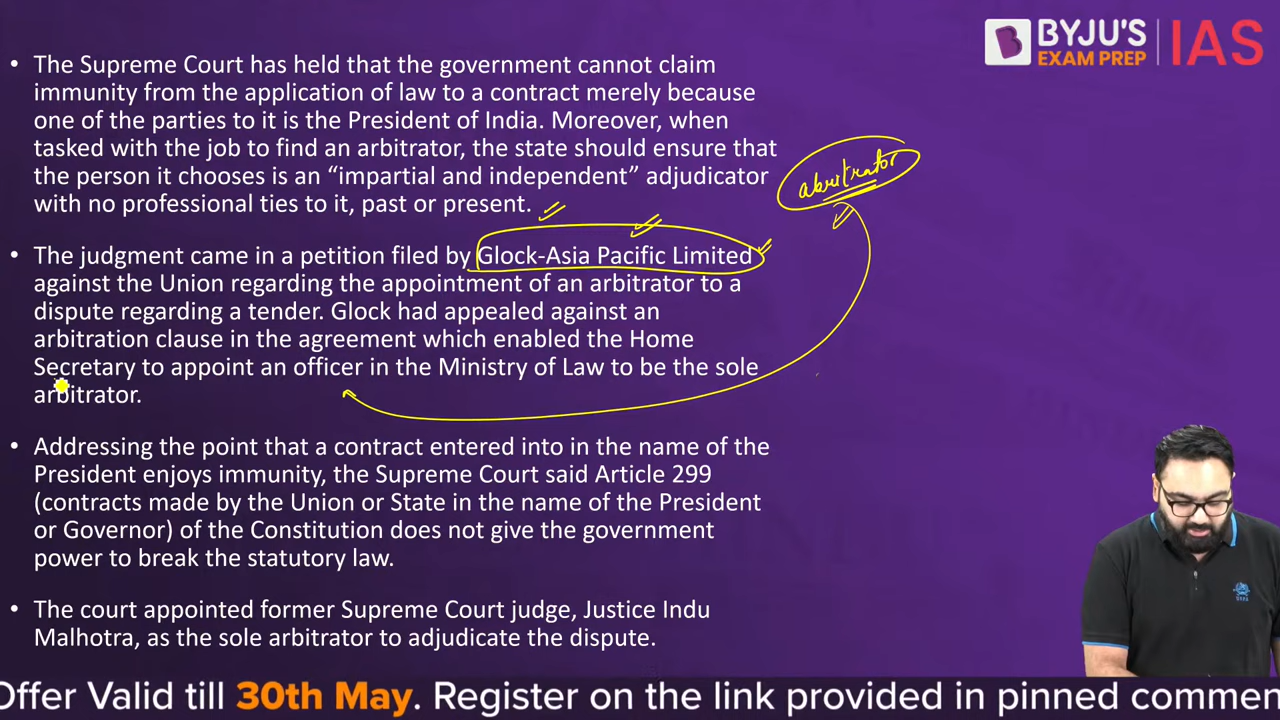 BYJU'S
EXAM PREP
IAS
• The Supreme Court has held that the government cannot claim
immunity from the application of law to a contract merely because
one of the parties to it is the President of India. Moreover, when
tasked with the job to find an arbitrator, the state should ensure that
the person it chooses is an “impartial and independent” adjudicator
with no professional ties to it, past or present.
abritrator
• The judgment came in a petition filed by Glock-Asia Pacific Limited
against the Union regarding the appointment of an arbitrator to a
dispute regarding a tender. Glock had appealed against an
arbitration clause in the agreement which enabled the Home
Secretary to appoint an officer in the Ministry of Law to be the sole
arbitrator.
• Addressing the point that a contract entered into in the name of the
President enjoys immunity, the Supreme Court said Article 299
(contracts made by the Union or State in the name of the President
or Governor) of the Constitution does not give the government
power to break the statutory law.
• The court appointed former Supreme Court judge, Justice Indu
Malhotra, as the sole arbitrator to adjudicate the dispute.
Offer Valid till 30th May. Register on the link provided in pinned commen